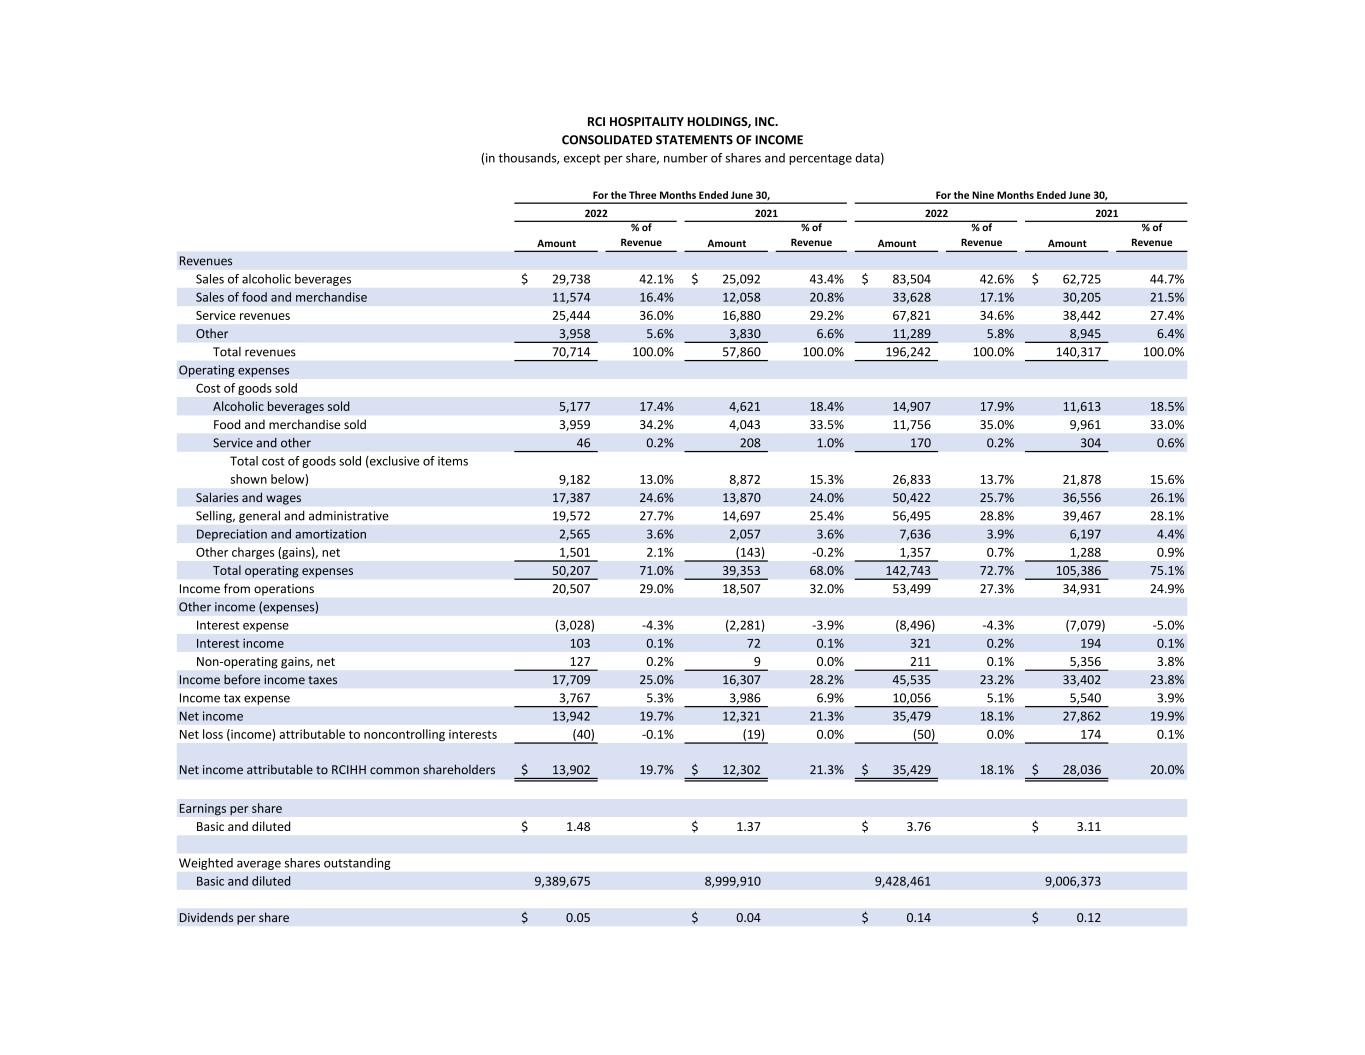 RCI HOSPITALITY HOLDINGS, INC.
CONSOLIDATED STATEMENTS OF INCOME
(in thousands, except per share, number of shares and percentage data)
For the Three Months Ended June 30, For the Nine Months Ended June 30,
2022 2021 2022 2021
% of % of % of % of
Amount Revenue Amount Revenue Amount Revenue Amount Revenue
Revenues
Sales of alcoholic beverages $ 29,738 42.1% $ 25,092 43.4% $ 83,504 42.6% $ 62,725 44.7%
Sales of food and merchandise 11,574 16.4% 12,058 20.8% 33,628 17.1% 30,205 21.5%
Service revenues 25,444 36.0% 16,880 29.2% 67,821 34.6% 38,442 27.4%
Other 3,958 5.6% 3,830 6.6% 11,289 5.8% 8,945 6.4%
Total revenues 70,714 100.0% 57,860 100.0% 196,242 100.0% 140,317 100.0%
Operating expenses
Cost of goods sold
Alcoholic beverages sold 5,177 17.4% 4,621 18.4% 14,907 17.9% 11,613 18.5%
Food and merchandise sold 3,959 34.2% 4,043 33.5% 11,756 35.0% 9,961 33.0%
Service and other 46 0.2% 208 1.0% 170 0.2% 304 0.6%
Total cost of goods sold (exclusive of items
shown below) 9,182 13.0% 8,872 15.3% 26,833 13.7% 21,878 15.6%
Salaries and wages 17,387 24.6% 13,870 24.0% 50,422 25.7% 36,556 26.1%
Selling, general and administrative 19,572 27.7% 14,697 25.4% 56,495 28.8% 39,467 28.1%
Depreciation and amortization 2,565 3.6% 2,057 3.6% 7,636 3.9% 6,197 4.4%
Other charges (gains), net 1,501 2.1% (143) -0.2% 1,357 0.7% 1,288 0.9%
Total operating expenses 50,207 71.0% 39,353 68.0% 142,743 72.7% 105,386 75.1%
Income from operations 20,507 29.0% 18,507 32.0% 53,499 27.3% 34,931 24.9%
Other income (expenses)
Interest expense (3,028) -4.3% (2,281) -3.9% (8,496) -4.3% (7,079) -5.0%
Interest income 103 0.1% 72 0.1% 321 0.2% 194 0.1%
Non-operating gains, net 127 0.2% 9 0.0% 211 0.1% 5,356 3.8%
Income before income taxes 17,709 25.0% 16,307 28.2% 45,535 23.2% 33,402 23.8%
Income tax expense 3,767 5.3% 3,986 6.9% 10,056 5.1% 5,540 3.9%
Net income 13,942 19.7% 12,321 21.3% 35,479 18.1% 27,862 19.9%
Net loss (income) attributable to noncontrolling interests (40) -0.1% (19) 0.0% (50) 0.0% 174 0.1%
Net income attributable to RCIHH common shareholders $ 13,902 19.7% $ 12,302 21.3% $ 35,429 18.1% $ 28,036 20.0%
Earnings per share
Basic and diluted $ 1.48 $ 1.37 $ 3.76 $ 3.11
Weighted average shares outstanding
Basic and diluted 9,389,675 8,999,910 9,428,461 9,006,373
Dividends per share $ 0.05 $ 0.04 $ 0.14 $ 0.12